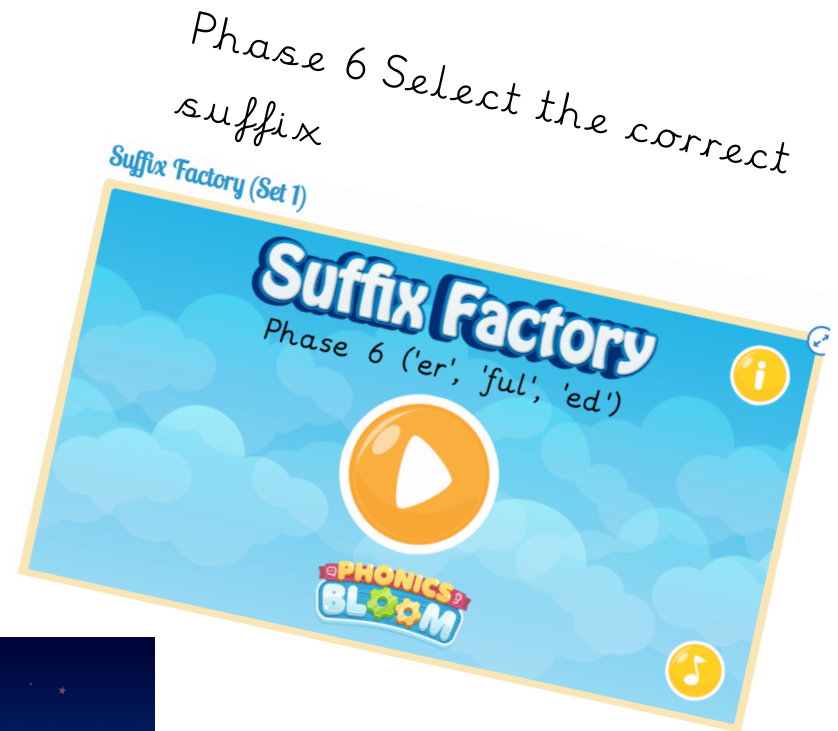 Phase 6 Select the correct
suffix
Suffix Factory (Set 1)
Suffix Factory
Phase 6 ('er', 'ful', 'ed')
i
PHONICS
BLOOM